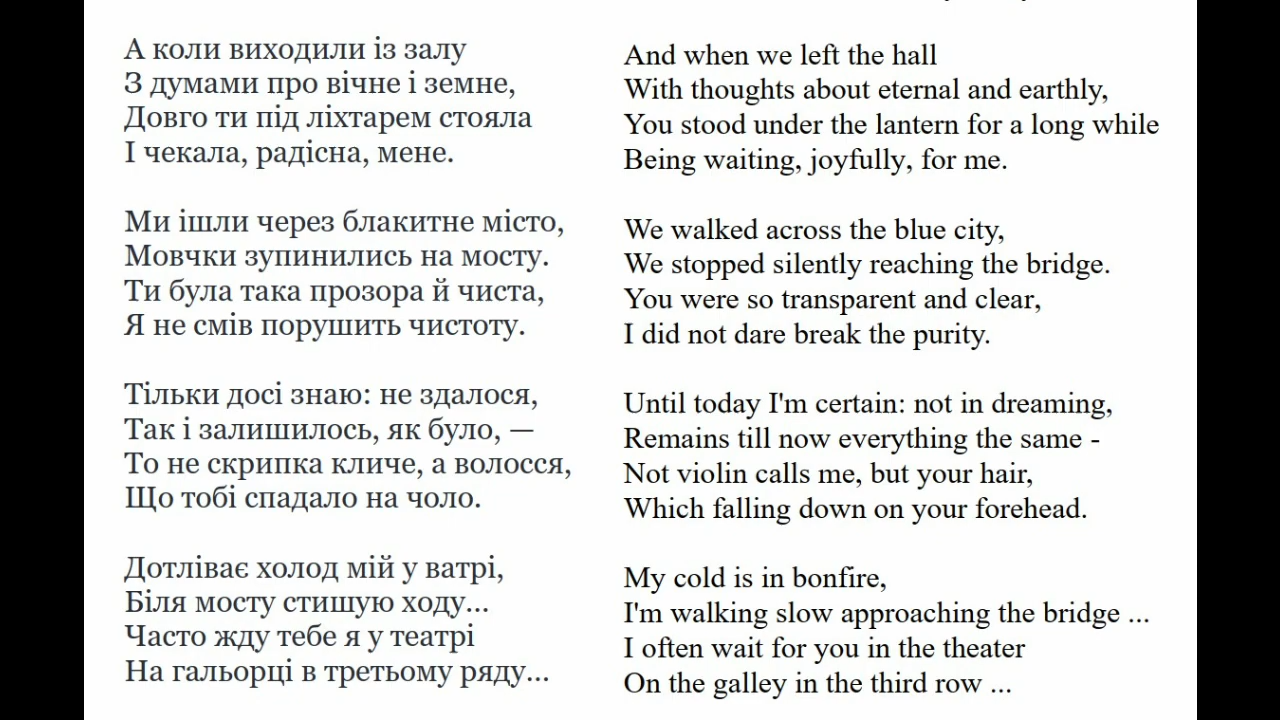 А коли виходили із залу
З думами про вічне і земне,
Довго ти під ліхтарем стояла
І чекала, радісна, мене.
Ми ішли через блакитне місто,
Мовчки зупинились на мосту.
Ти була така прозора й чиста,
Я не смів порушить чистоту.
Тільки досі знаю: не здалося,
Так і залишилось, як було, —
То не скрипка кличе, а волосся,
Що тобі спадало на чоло.
Дотліває холод мій у ватрі,
Біля мосту стишую ходу...
Часто жду тебе я у театрі
На гальорці в третьому ряду...
And when we left the hall
With thoughts about eternal and earthly,
You stood under the lantern for a long while
Being waiting, joyfully, for me.
We walked across the blue city,
We stopped silently reaching the bridge.
You were so transparent and clear,
I did not dare break the purity.
Until today I'm certain: not in dreaming,
Remains till now everything the same -
Not violin calls me, but your hair,
Which falling down on your forehead.
My cold is in bonfire,
I'm walking slow approaching the bridge ...
I often wait for you in the theater
On the galley in the third row ...